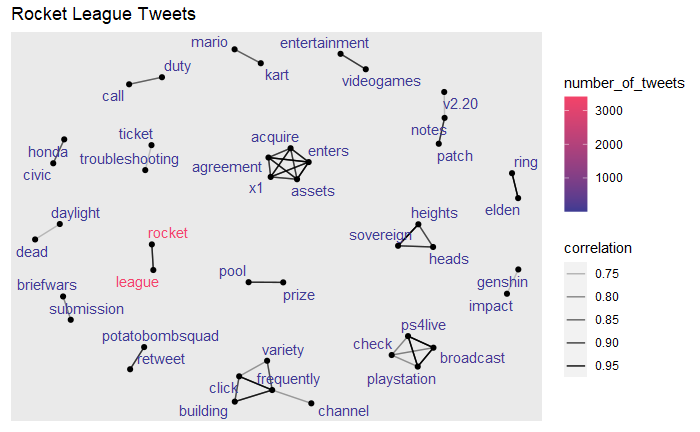 Rocket League Tweets
mario
kart
entertainment
videogames
duty
call
v2.20
notes
patch
honda
civic
ticket
troubleshooting
acquire
enters
agreement
x1
assets
ring
elden
daylight
dead
rocket
league
heights
sovereign
heads
pool
prize
genshin
impact
briefwars
submission
potatobombsquad
retweet
ps4live
check
broadcast
playstation
variety
click
frequently
building
channel
number_of_tweets
3000
2000
1000
correlation
0.75
0.80
0.85
0.90
0.95